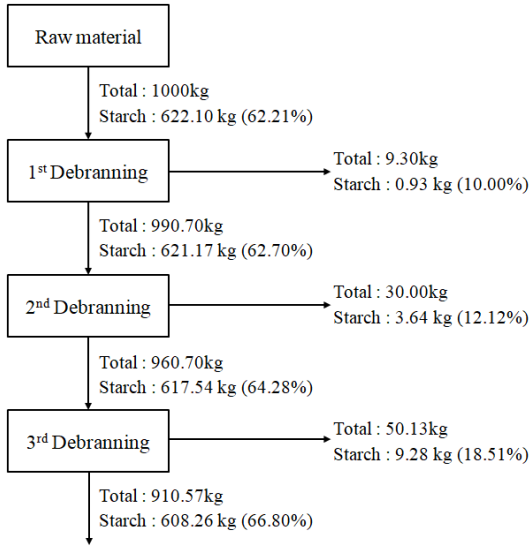 Raw material
Total : 1000kg
Starch : 622.10 kg (62.21%)
1st Debranning
Total : 9.30kg
Starch : 0.93 kg (10.00%)
Total : 990.70kg
Starch : 621.17 kg (62.70%)
2nd Debranning
Total : 30.00kg
Starch : 3.64 kg (12.12%)
Total : 960.70kg
Starch : 617.54 kg (64.28%)
3rd Debranning
Total : 50.13kg
Starch : 9.28 kg (18.51%)
Total : 910.57kg
Starch : 608.26 kg (66.80%)